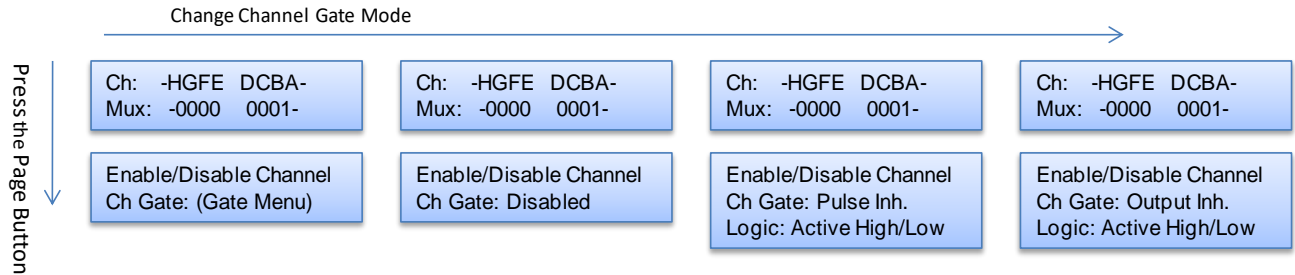 Change Channel Gate Mode
Press the Page Button
Ch: -HGFE DCBA-
Mux: -0000 0001-
Ch: -HGFE DCBA-
Mux: -0000 0001-
Ch: -HGFE DCBA-
Mux: -0000 0001-
Ch: -HGFE DCBA-
Mux: -0000 0001-
Enable/Disable Channel
Ch Gate: (Gate Menu)
Enable/Disable Channel
Ch Gate: Disabled
Enable/Disable Channel
Ch Gate: Pulse Inh.
Logic: Active High/Low
Enable/Disable Channel
Ch Gate: Output Inh.
Logic: Active High/Low